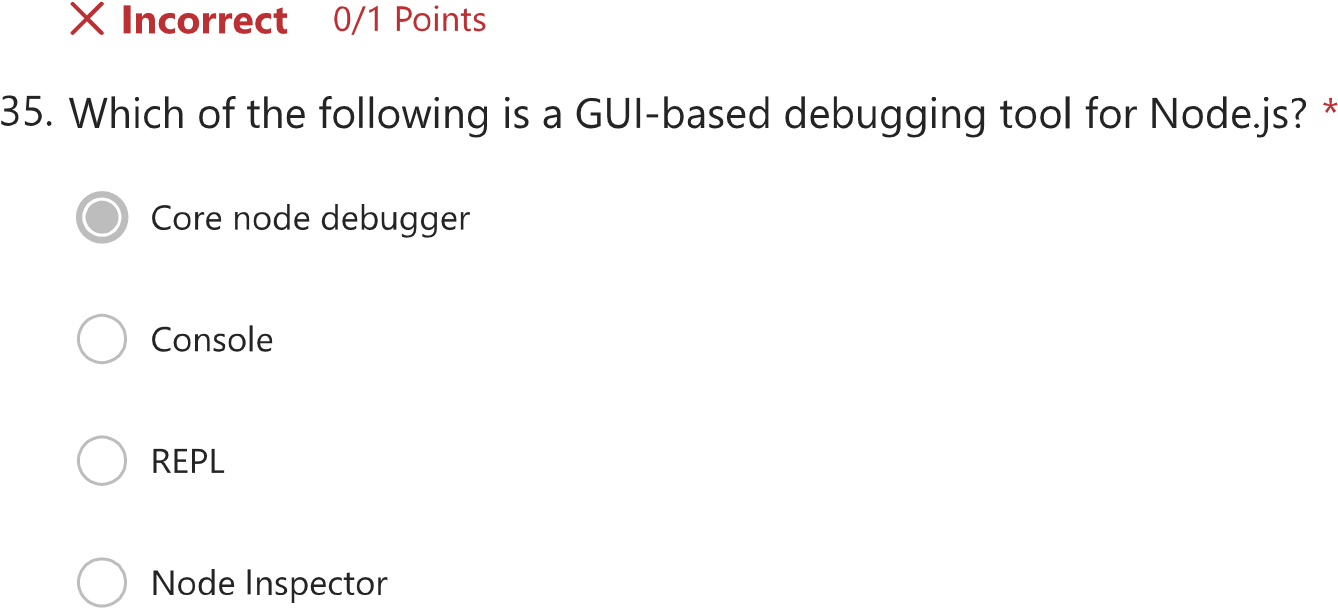 Incorrect 0/1 Points
35. Which of the following is a GUI-based debugging tool for Node.js? *
Core node debugger
Console
REPL
Node Inspector